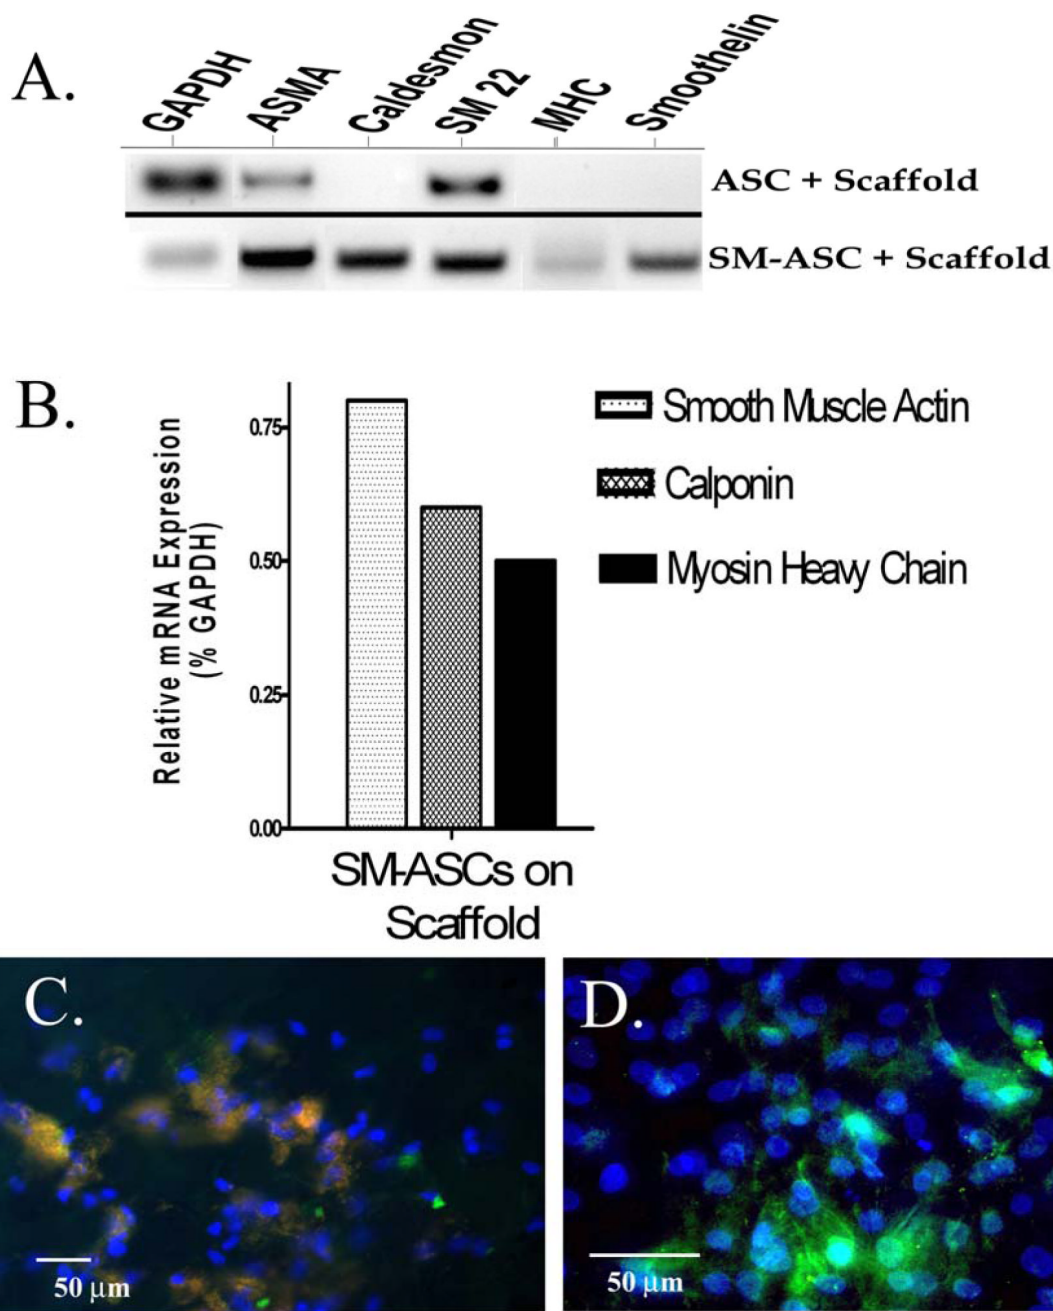 A.
GAPDH
ASMA
Caldesmon
SM 22
MHC
Smoothelin
ASC + Scaffold
SM-ASC + Scaffold
B.
Relative mRNA Expression
(% GAPDH)
0.75
0.50
0.25
0.00
SM-ASCs on
Scaffold
Smooth Muscle Actin
Calponin
Myosin Heavy Chain
C.
50 μm
D.
50 μm